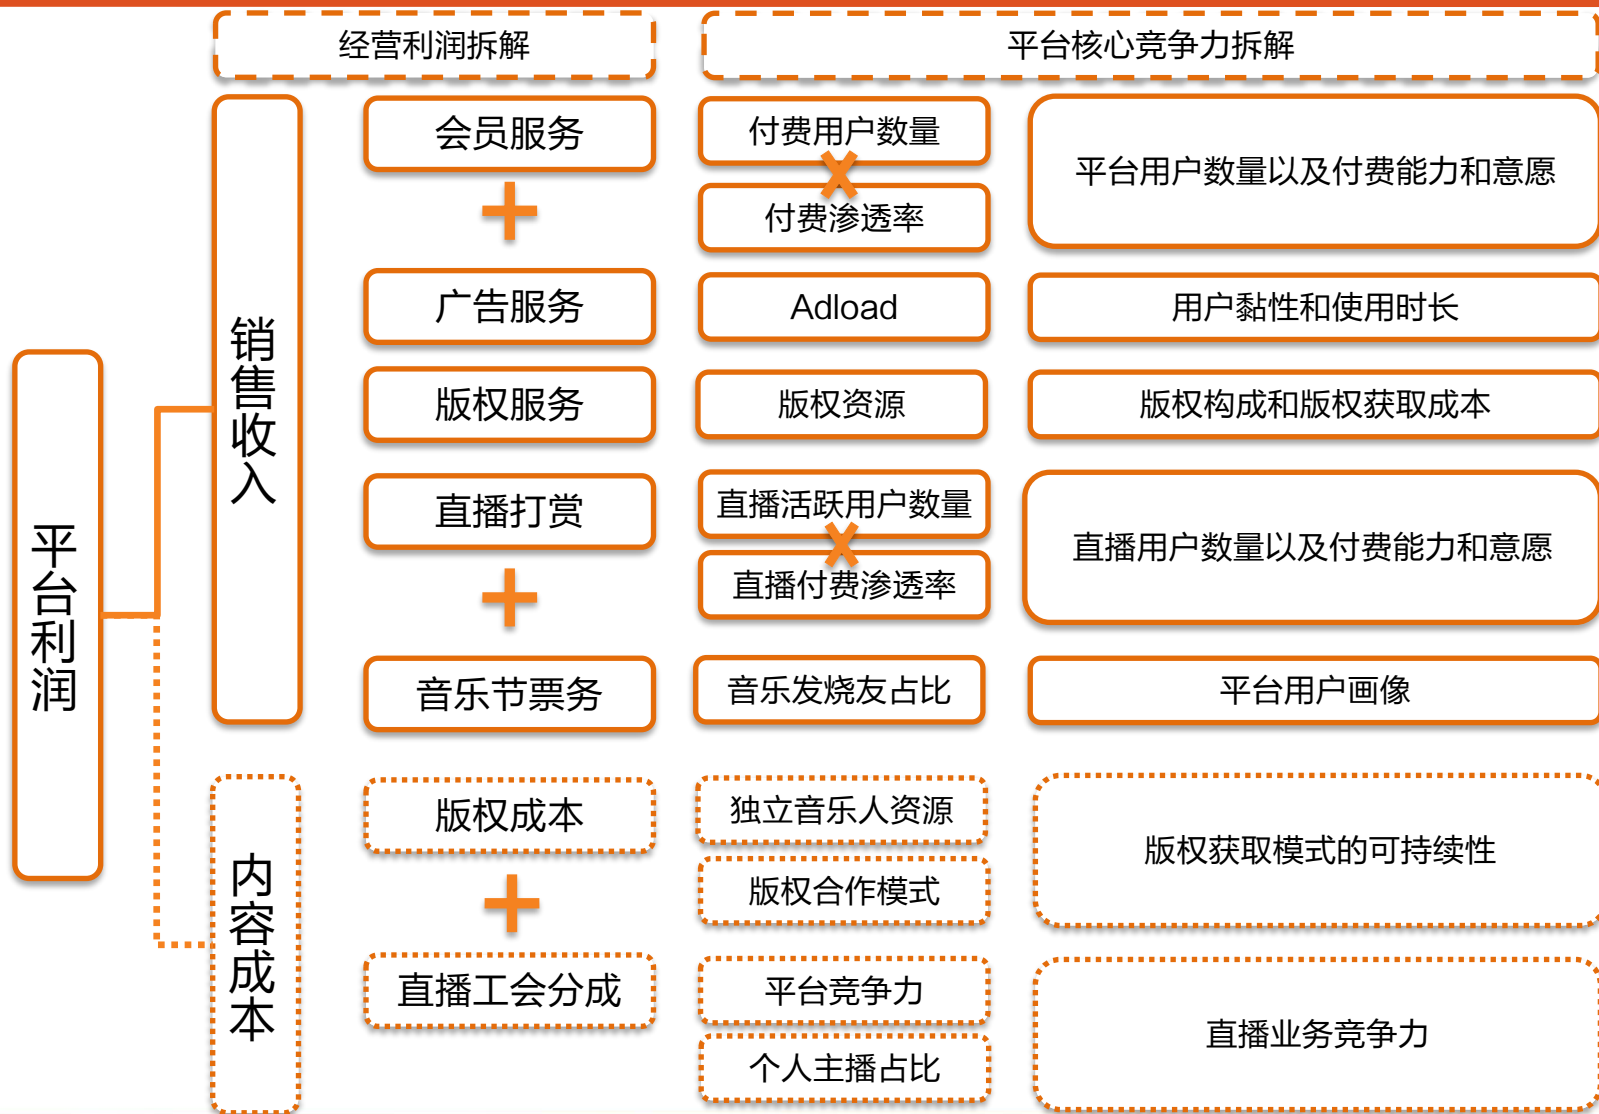 经营利润拆解
平台核心竞争力拆解
平台利润
销售收入
会员服务
付费用户数量
付费渗透率
平台用户数量以及付费能力和意愿
广告服务
Adload
用户黏性和使用时长
版权服务
版权资源
版权构成和版权获取成本
直播打赏
直播活跃用户数量
直播付费渗透率
直播用户数量以及付费能力和意愿
音乐节票务
音乐发烧友占比
平台用户画像
内容成本
版权成本
独立音乐人资源
版权合作模式
版权获取模式的可持续性
直播工会分成
平台竞争力
个人主播占比
直播业务竞争力